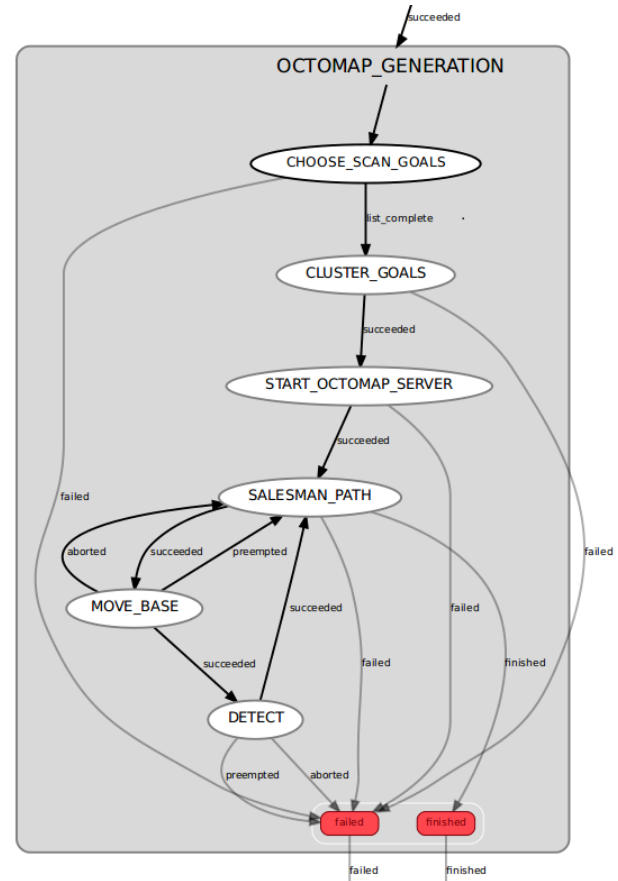 succeeded
OCTOMAP_GENERATION
CHOOSE_SCAN_GOALS
list_complete
CLUSTER_GOALS
succeeded
START_OCTOMAP_SERVER
succeeded
SALESMAN_PATH
failed
aborted
succeeded
preempted
failed
MOVE_BASE
succeeded
failed
succeeded
failed
finished
DETECT
preempted
aborted
failed
finished
failed
finished